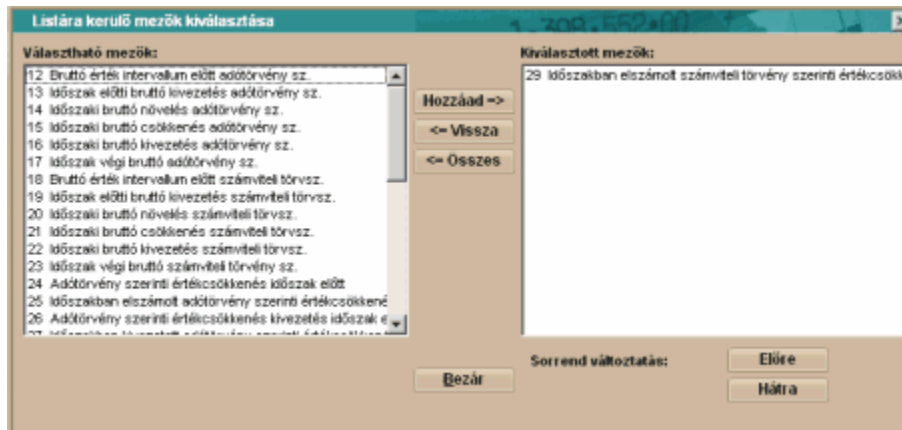 Listára kerülő mezők kiválasztása
1.308.552.00
Választható mezők:
12 Bruttó érték intervallum előtt adótörvény sz.
13 Időszak előtti bruttó kivezetés adótörvény sz.
14 Időszaki bruttó növelés adótörvény sz.
15 Időszaki bruttó csökkenés adótörvény sz.
16 Időszaki bruttó kivezetés adótörvény sz.
17 Időszak végi bruttó adótörvény sz.
18 Bruttó érték intervallum előtt számviteli törvsz.
19 Időszak előtti bruttó kivezetés számviteli törvsz.
20 Időszaki bruttó növelés számviteli törvsz.
21 Időszaki bruttó csökkenés számviteli törvsz.
22 Időszaki bruttó kivezetés számviteli törvsz.
23 Időszak végi bruttó számviteli törvény sz.
24 Adótörvény szerinti értékcsökkenés időszak előtt
25 Időszakban elszámolt adótörvény szerinti értékcsökkené
26 Adótörvény szerinti értékcsökkenés kivezetés időszak e
Hozzáad =>
<= Vissza
<= Összes
Bezár
Kiválasztott mezők:
29 Időszakban elszámolt számviteli törvény szerinti értékcsökk
Sorrend változtatás:
Előre
Hátra